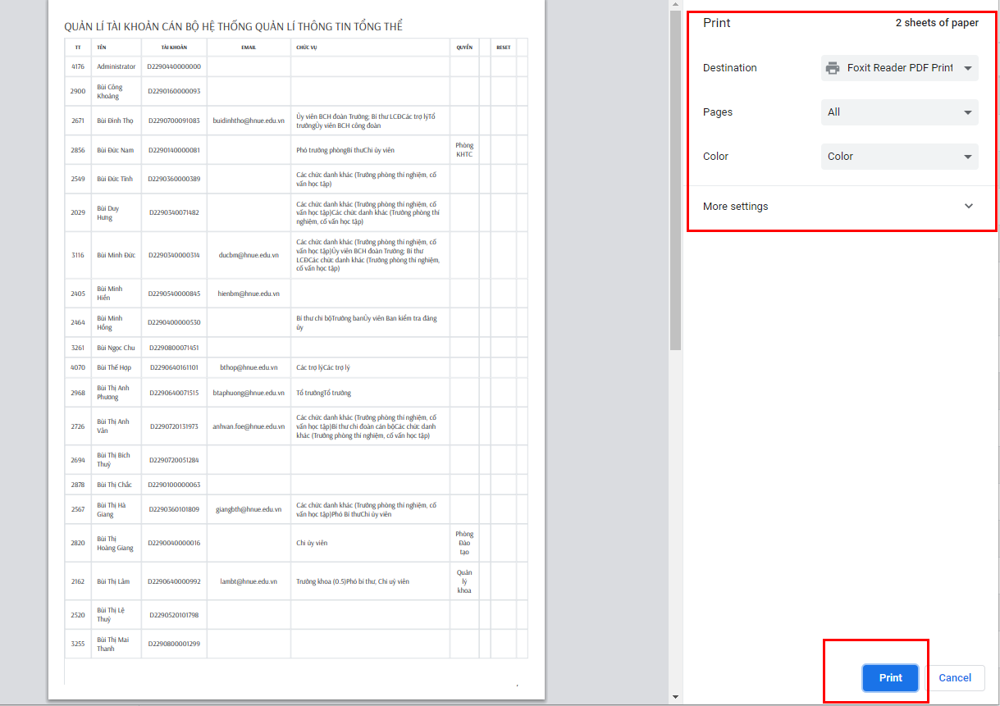 QUẢN LÍ TÀI KHOẢN CÁN BỘ HỆ THỐNG QUẢN LÍ THÔNG TIN TỔNG THỂ
TT TÊN TÀI KHOẢN EMAIL CHỨC VỤ QUYỀN RESET
4176 Administrator D2290440000000
2900 Bùi Công Khoảng D2290160000093
2671 Bùi Đình Thọ D2290700091083 buidinhtho@hnue.edu.vn Ủy viên BCH đoàn Trường; Bí thư LCĐCác trợ lýTổ
trưởngỦy viên BCH công đoàn
2856 Bùi Đức Nam D2290140000081 Phó trưởng phòngBí thưChi ủy viên Phòng
KHTC
2549 Bùi Đức Tĩnh D2290360000389 Các chức danh khác (Trưởng phòng thí nghiệm, cố
vấn học tập)
2029 Bùi Duy
Hưng D2290340071482 Các chức danh khác (Trưởng phòng thí nghiệm, cố
vấn học tập)Các chức danh khác (Trưởng phòng thí
nghiệm, cố vấn học tập)
3116 Bùi Minh Đức D2290340000314 ducbm@hnue.edu.vn Các chức danh khác (Trưởng phòng thí nghiệm, cố
vấn học tập)Ủy viên BCH đoàn Trường; Bí thư
LCĐCác chức danh khác (Trưởng phòng thí nghiệm,
cố vấn học tập)
2405 Bùi Minh
Hiền D2290540000845 hienbm@hnue.edu.vn
2464 Bùi Minh
Hồng D2290400000530 Bí thư chi bộTrưởng banỦy viên Ban kiểm tra đảng
ủy
3261 Bùi Ngọc Chu D2290800071451
4070 Bùi Thế Hợp D2290640161101 bthop@hnue.edu.vn Các trợ lýCác trợ lý
2968 Bùi Thị Anh
Phương D2290640071515 btaphuong@hnue.edu.vn Tổ trưởngTổ trưởng
2726 Bùi Thị Anh
Vân D2290720131973 anhvan.foe@hnue.edu.vn Các chức danh khác (Trưởng phòng thí nghiệm, cố
vấn học tập)Bí thư chi đoàn cán bộCác chức danh
khác (Trưởng phòng thí nghiệm, cố vấn học tập)
2694 Bùi Thị Bích
Thuỷ D2290720051284
2878 Bùi Thị Chắc D2290100000063
2567 Bùi Thị Hà
Giang D2290360101809 giangbth@hnue.edu.vn Các chức danh khác (Trưởng phòng thí nghiệm, cố
vấn học tập)Phó Bí thưChi ủy viên
2820 Bùi Thị
Hoàng Giang D2290040000016 Chi ủy viên Phòng
Đào
tạo
2162 Bùi Thị Lâm D2290640000992 lambt@hnue.edu.vn Trưởng khoa (0.5)Phó bí thư, Chi uỷ viên Quản
lý
khoa
2520 Bùi Thị Lệ
Thuỷ D2290520101798
3255 Bùi Thị Mai
Thanh D2290800001299
Print 2 sheets of paper
Destination Foxit Reader PDF Print
Pages All
Color Color
More settings
Print Cancel